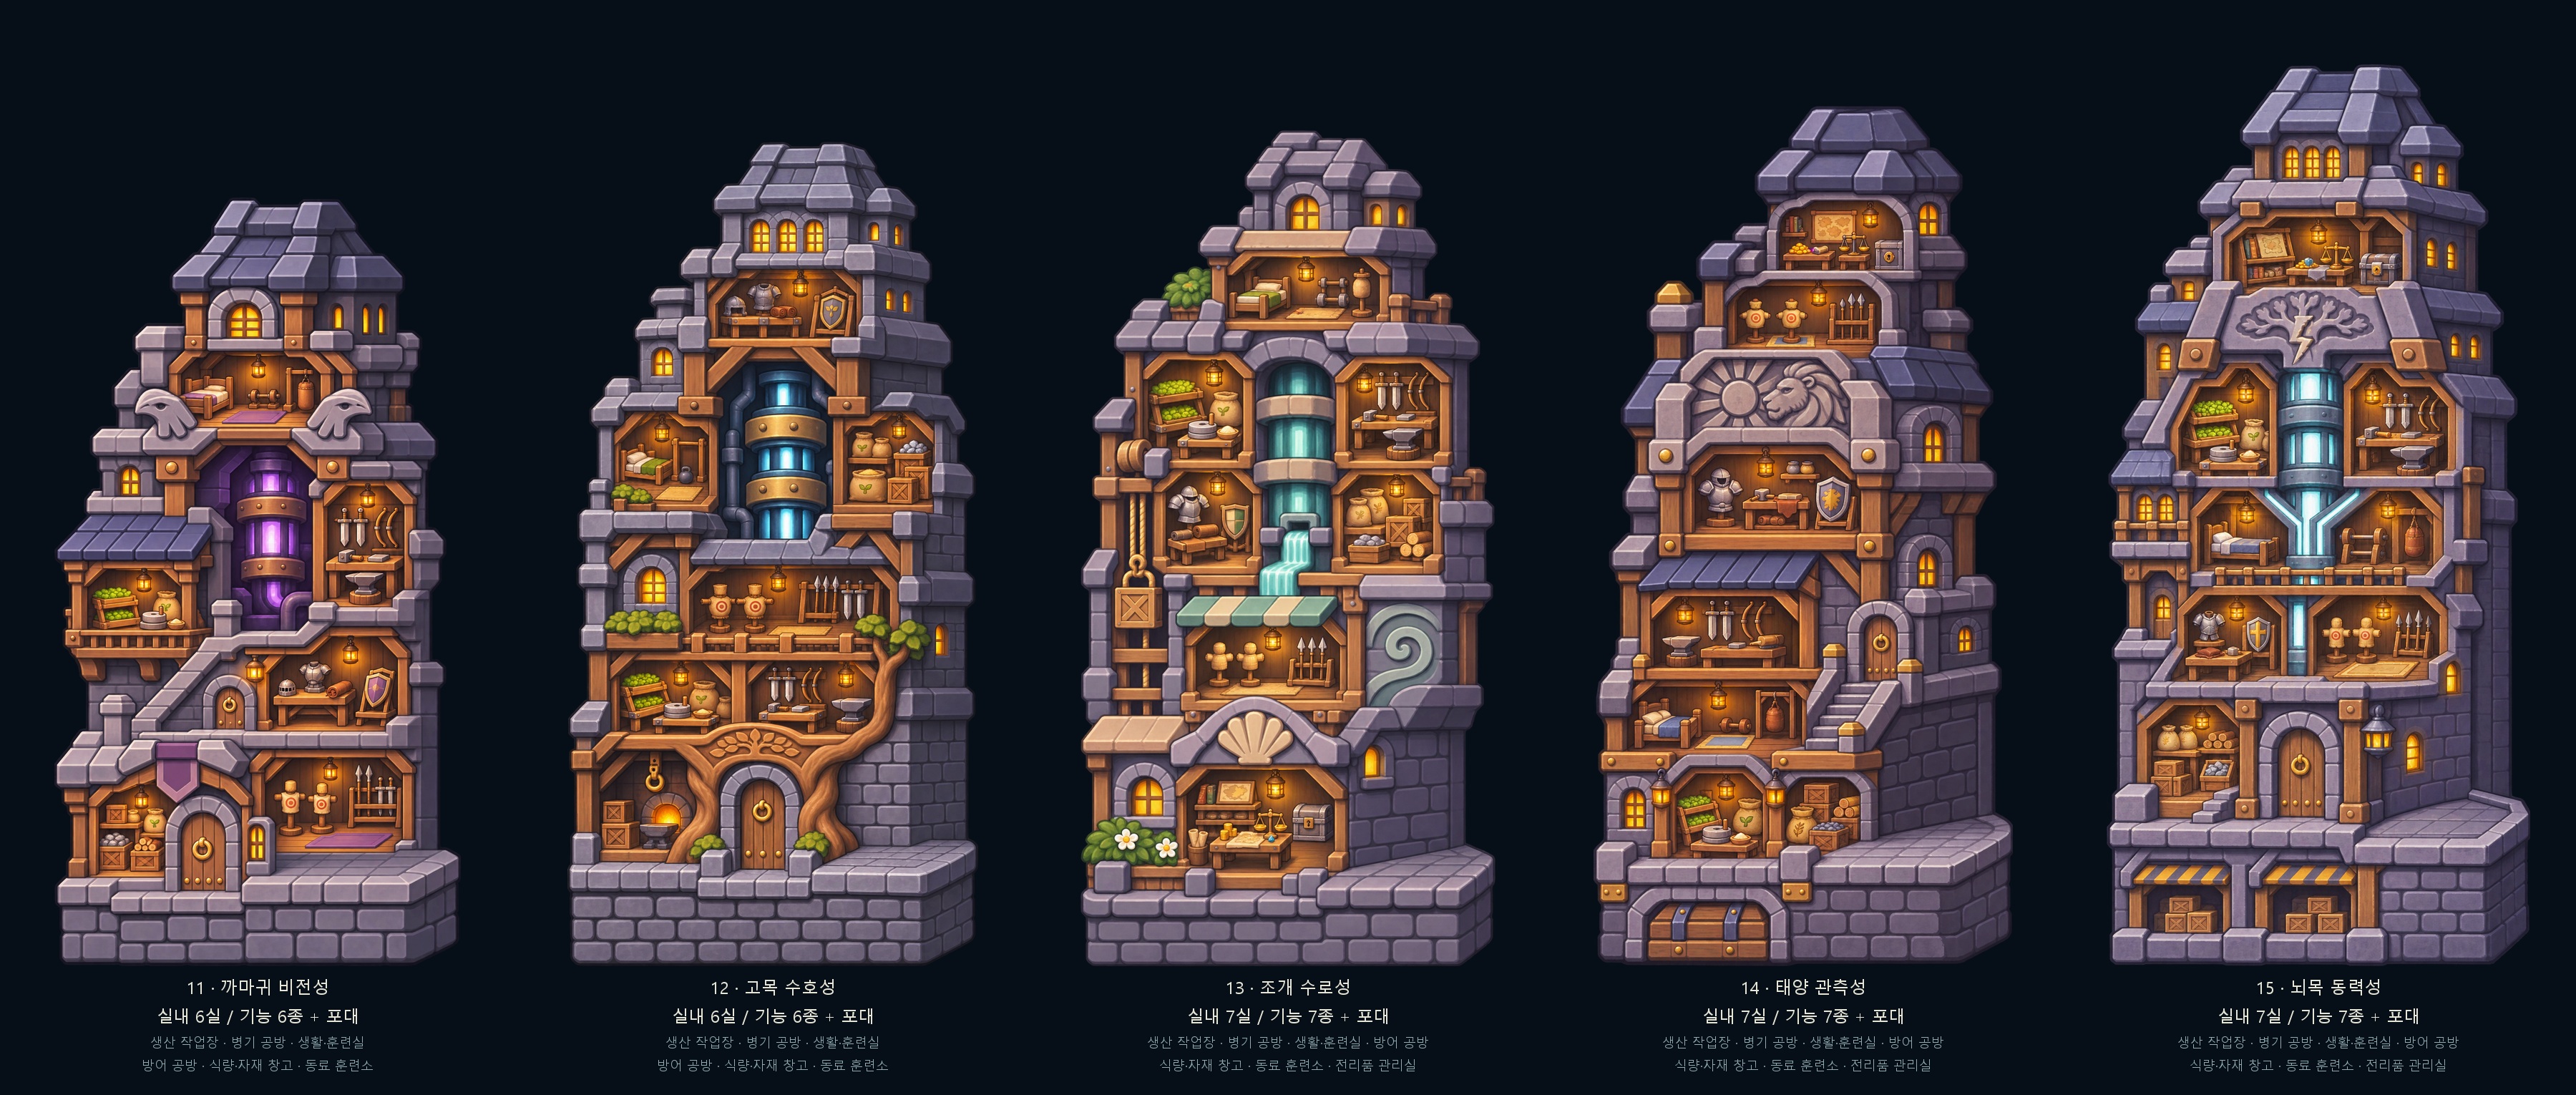 11 · 까마귀 비전성
실내 6실 / 기능 6종 + 포대
생산 작업장 · 병기 공방 · 생활·훈련실
방어 공방 · 식량·자재 창고 · 동료 훈련소
12 · 고목 수호성
실내 6실 / 기능 6종 + 포대
생산 작업장 · 병기 공방 · 생활·훈련실
방어 공방 · 식량·자재 창고 · 동료 훈련소
13 · 조개 수로성
실내 7실 / 기능 7종 + 포대
생산 작업장 · 병기 공방 · 생활·훈련실 · 방어 공방
식량·자재 창고 · 동료 훈련소 · 전리품 관리실
14 · 태양 관측성
실내 7실 / 기능 7종 + 포대
생산 작업장 · 병기 공방 · 생활·훈련실 · 방어 공방
식량·자재 창고 · 동료 훈련소 · 전리품 관리실
15 · 뇌목 동력성
실내 7실 / 기능 7종 + 포대
생산 작업장 · 병기 공방 · 생활·훈련실 · 방어 공방
식량·자재 창고 · 동료 훈련소 · 전리품 관리실